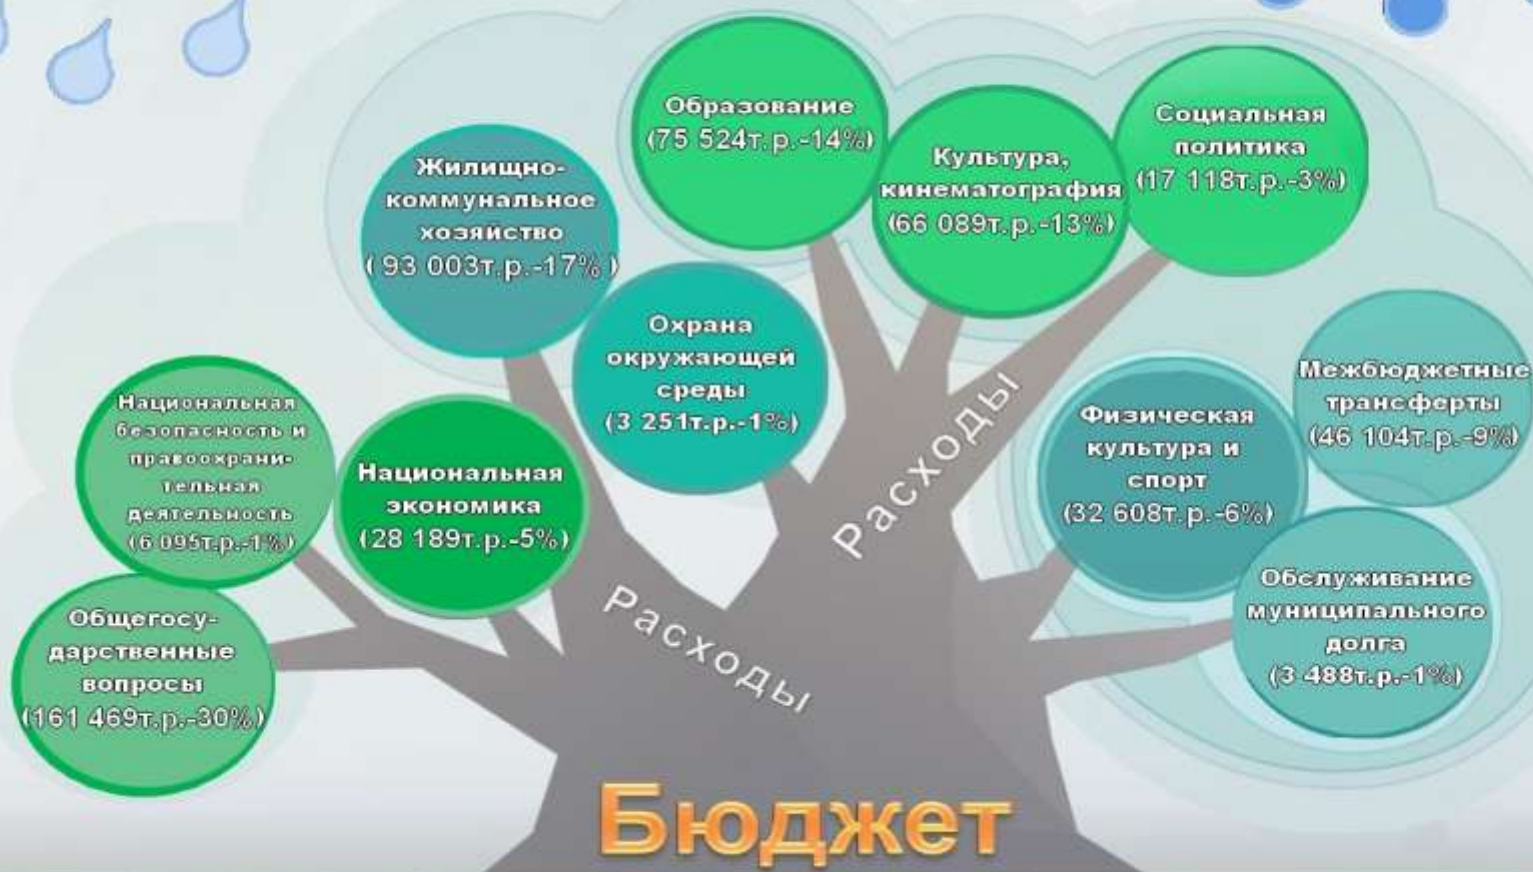 Образование
(75 524т.р.-14%)
Культура,
кинематография
(66 089т.р.-13%)
Социальная
политика
(17 118т.р.-3%)
Жилищно-
коммунальное
хозяйство
( 93 003т.р.-17% )
Охрана
окружающей
среды
(3 251т.р.-1%)
Национальная
безопасность и
правоохрани-
тельная
деятельность
(6 095т.р.-1%)
Национальная
экономика
(28 189т.р.-5%)
Общегосу-
дарственные
вопросы
(161 469т.р.-30%)
Межбюджетные
трансферты
(46 104т.р.-9%)
Физическая
культура и
спорт
(32 608т.р.-6%)
Обслуживание
муниципального
долга
(3 488т.р.-1%)
Расходы
Расходы
Бюджет